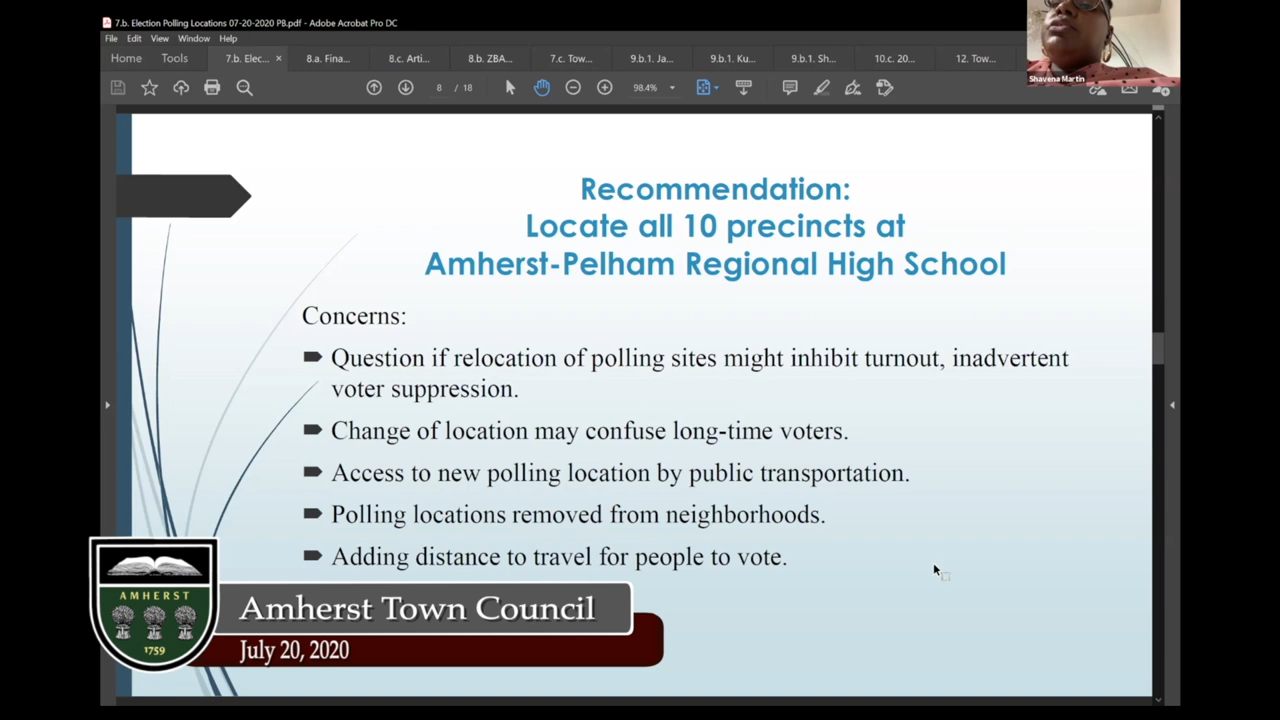 7.b. Election Polling Locations 07-20-2020 PB.pdf - Adobe Acrobat Pro DC
File Edit View Window Help
Home Tools 7.b. Elec... × 8.a. Fina... 8.c. Arti... 8.b. ZBA... 7.c. Tow... 9.b.1. Ja... 9.b.1. Ku... 9.b.1. Sh... 10.c. 20... 12. Tow...
Shavena Martin
8 / 18 98.4%
Recommendation:
Locate all 10 precincts at
Amherst-Pelham Regional High School
Concerns:
Question if relocation of polling sites might inhibit turnout, inadvertent
voter suppression.
Change of location may confuse long-time voters.
Access to new polling location by public transportation.
Polling locations removed from neighborhoods.
Adding distance to travel for people to vote.
AMHERST
1759
Amherst Town Council
July 20, 2020